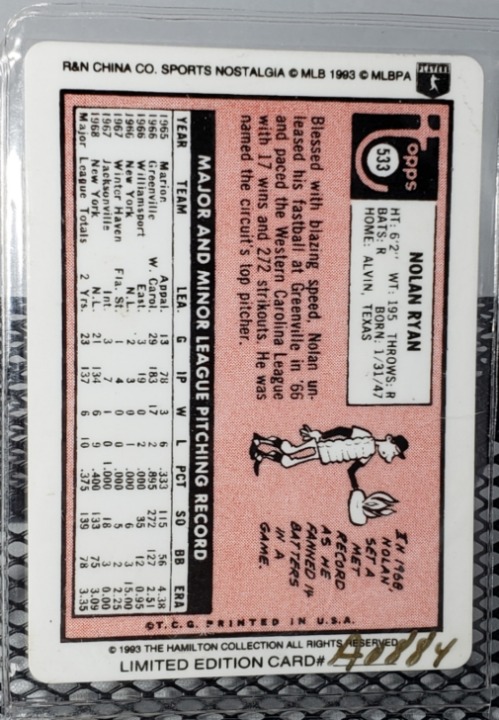 R&N CHINA CO. SPORTS NOSTALGIA © MLB 1993 © MLBPA
PLAYERS
Topps
533
NOLAN RYAN
HT: 6'2" WT: 195 THROWS: R
BATS: R BORN: 1/31/47
HOME: ALVIN, TEXAS
Blessed with blazing speed, Nolan un-
leased his fastball at Greenville in '66
and paced the Western Carolina League
with 17 wins and 272 strikouts. He was
named the circuit's top pitcher.
IN 1968
NOLAN
SET A
MET
RECORD
AS HE
FANNED 14
BATTERS
IN A
GAME.
MAJOR AND MINOR LEAGUE PITCHING RECORD
YEAR TEAM LEA. G IP W L PCT SO BB ERA
1965 Marion Appal. 13 78 3 6 .333 115 56 4.38
1966 Greenville W. Carol. 29 183 17 2 .895 272 127 2.51
1966 Williamsport East. 3 19 0 2 .000 35 12 0.95
1966 New York N.L. 2 3 0 1 .000 6 3 15.00
1967 Winter Haven Fla. St. 1 4 0 0 .000 5 2 2.25
1967 Jacksonville Int. 3 7 1 0 1.000 18 3 0.00
1968 New York N.L. 21 134 6 9 .400 133 75 3.09
Major League Totals 2 Yrs. 23 137 6 10 .375 139 78 3.35
©T.C.G. PRINTED IN U.S.A.
© 1993 THE HAMILTON COLLECTION ALL RIGHTS RESERVED
LIMITED EDITION CARD#